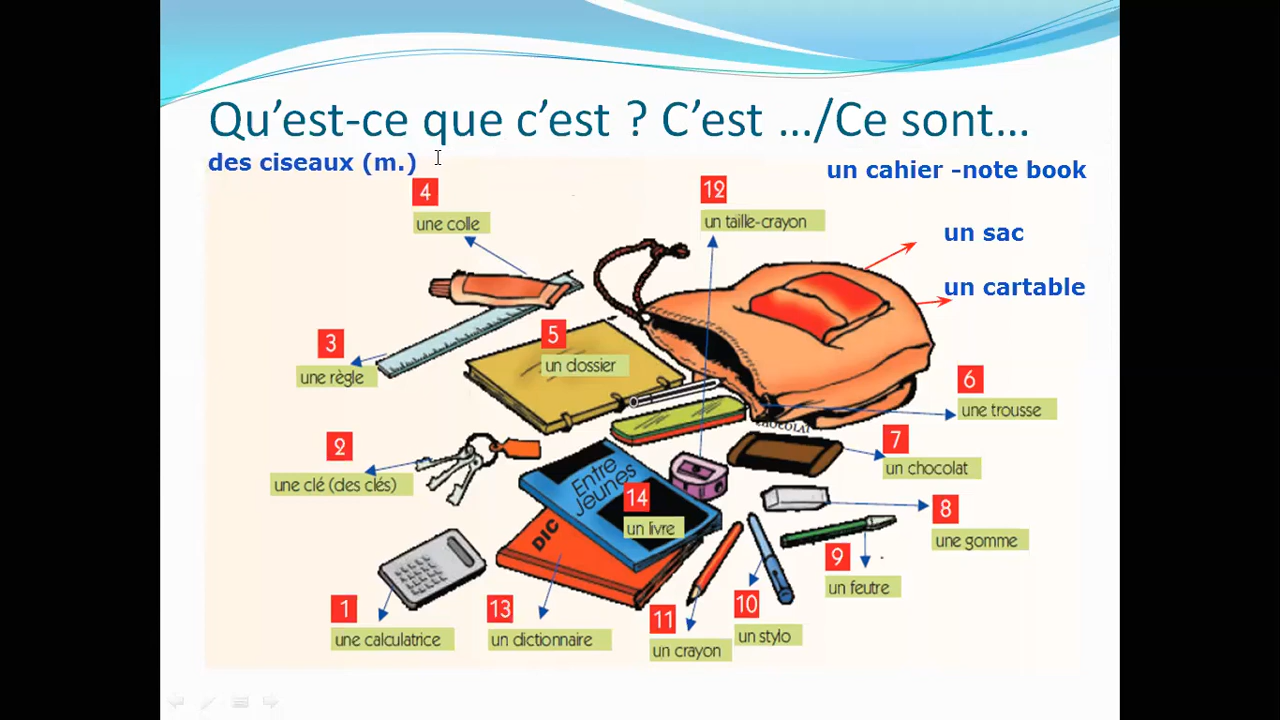 Qu'est-ce que c'est ? C'est …/Ce sont…
des ciseaux (m.)
un cahier -note book
4
une colle
12
un taille-crayon
un sac
un cartable
3
une règle
5
un dossier
6
une trousse
2
une clé (des clés)
CHOCOLAT
7
un chocolat
Entre
Jeunes
14
un livre
8
une gomme
DIC
9
un feutre
1
une calculatrice
13
un dictionnaire
11
un crayon
10
un stylo